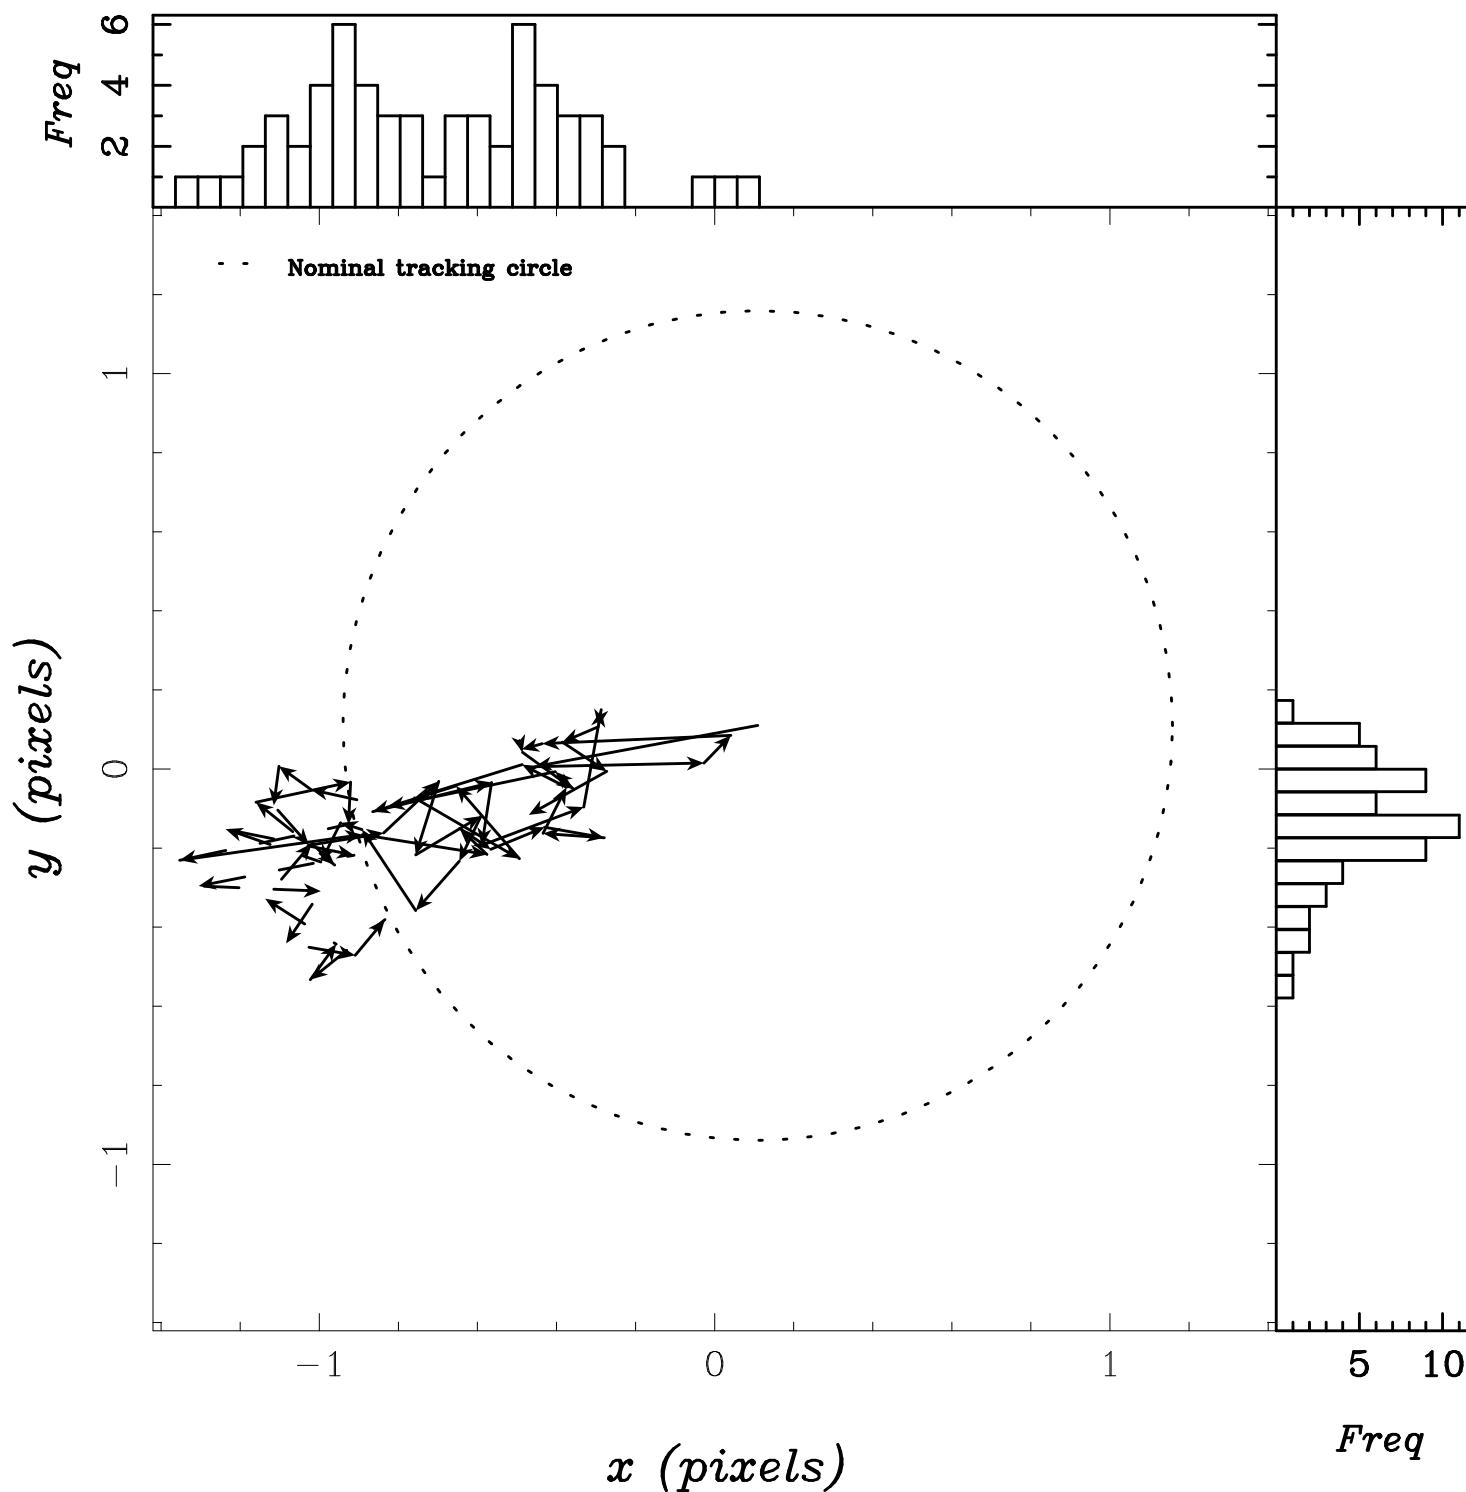 Freq
6
4
2
Nominal tracking circle
y (pixels)
1
0
−1
−1 0 1
5 10
x (pixels)
Freq